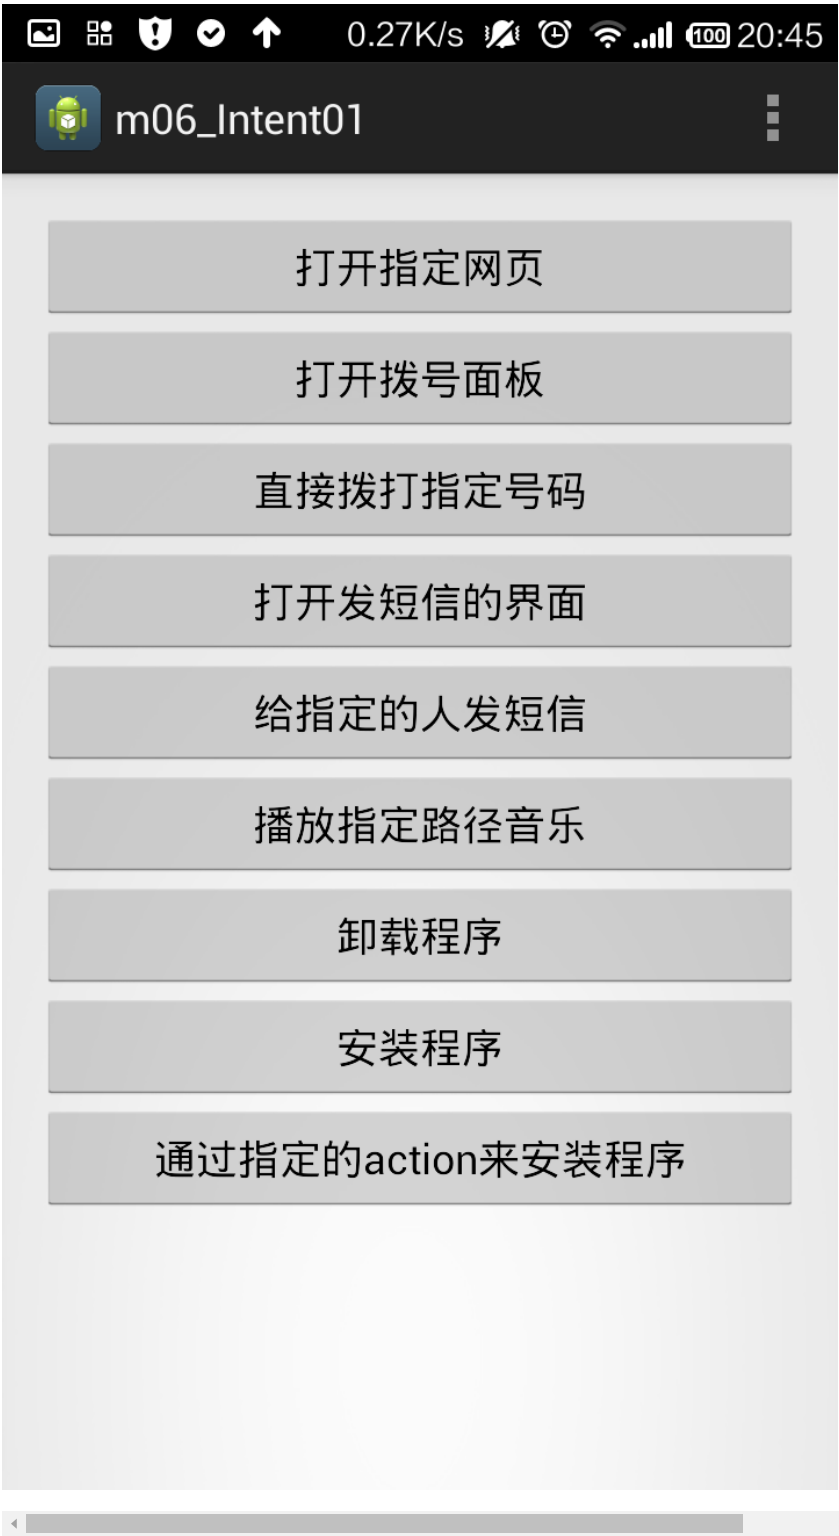 0.27K/s 100 20:45
m06_Intent01
打开指定网页
打开拨号面板
直接拨打指定号码
打开发短信的界面
给指定的人发短信
播放指定路径音乐
卸载程序
安装程序
通过指定的action来安装程序